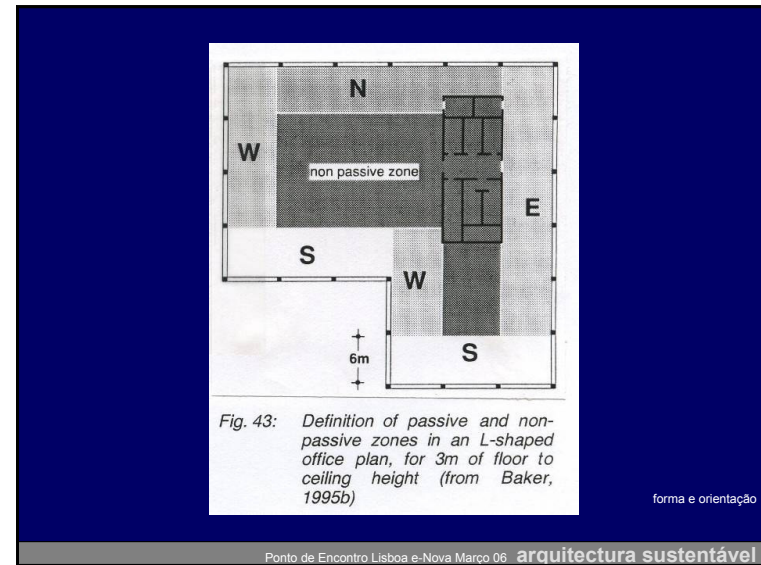 N
W
non passive zone
E
S
W
6m
S
Fig. 43: Definition of passive and non-
passive zones in an L-shaped
office plan, for 3m of floor to
ceiling height (from Baker,
1995b)
forma e orientação
Ponto de Encontro Lisboa e-Nova Março 06 arquitectura sustentável